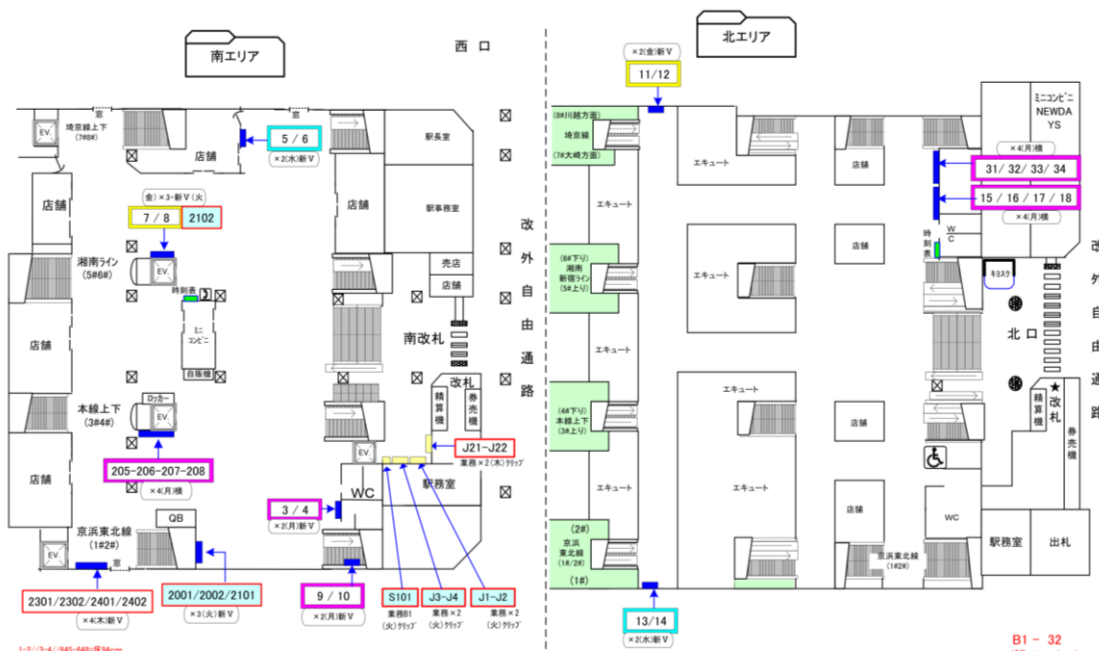 南エリア
西 口
窓
窓
EV.
埼京線上下
(7#8#)
店舗
5 / 6
×2(水)新V
駅長室
店舗
金)×3・新V(火)
7 / 8
2102
店舗
駅事務室
湘南ライン
(5#6#)
EV.
売店
店舗
時刻表
ミニ
コンビニ
自販機
店舗
南改札
改札
改外自由通路
精算機
券売機
ロッカー
本線上下
(3#4#)
EV.
205-206-207-208
×4(月)横
店舗
EV.
J21-J22
業務×2(木)クリップ
駅務室
WC
3 / 4
×2(月)新V
QB
京浜東北線
(1#2#)
EV.
窓
2301/2302/2401/2402
×4(木)新V
2001/2002/2101
×3(火)新V
9 / 10
×2(月)新V
S101
業務B1
(火)クリップ
J3-J4
業務×2
(火)クリップ
J1-J2
業務×2
(火)クリップ
北エリア
×2(金)新V
11/12
(8#川越方面)
埼京線
(7#大崎方面)
エキュート
エキュート
店舗
ミニコンビニ
NEWDA
YS
×4(月)横
31/ 32/ 33/ 34
15 / 16 / 17 / 18
×4(月)横
エキュート
W
C
時刻表
店舗
(6#下り)
湘南
新宿ライン
(5#上り)
エキュート
キヨスク
北 口
改外自由通路
エキュート
エキュート
(4#下り)
本線上下
(3#上り)
店舗
★
改札
精算機
券売機
エキュート
店舗
WC
(2#)
京浜
東北線
(1#/2#)
(1#)
京浜東北線
(1#2#)
駅務室
出札
13/14
×2(水)新V
B1 - 32